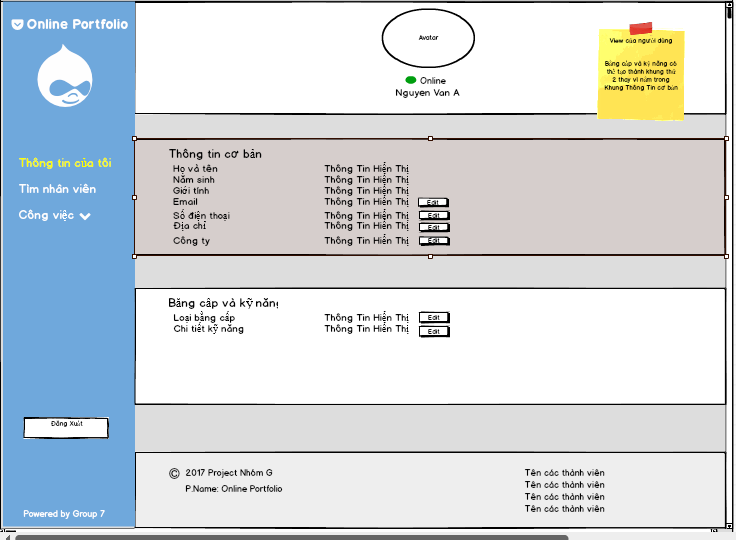 Online Portfolio
Thông tin của tôi
Tìm nhân viên
Công việc
Đăng Xuất
Powered by Group 7
Avatar
Online
Nguyen Van A
View của người dùng
Bằng cấp và kỹ năng có
thể tạo thành khung thứ
2 thay vì nằm trong
Khung Thông Tin cơ bản
Thông tin cơ bản
Họ và tên Thông Tin Hiển Thị
Năm sinh Thông Tin Hiển Thị
Giới tính Thông Tin Hiển Thị
Email Thông Tin Hiển Thị Edit
Số điện thoại Thông Tin Hiển Thị Edit
Địa chỉ Thông Tin Hiển Thị Edit
Công ty Thông Tin Hiển Thị Edit
Bằng cấp và kỹ năng
Loại bằng cấp Thông Tin Hiển Thị Edit
Chi tiết kỹ năng Thông Tin Hiển Thị Edit
© 2017 Project Nhóm G
P.Name: Online Portfolio
Tên các thành viên
Tên các thành viên
Tên các thành viên
Tên các thành viên